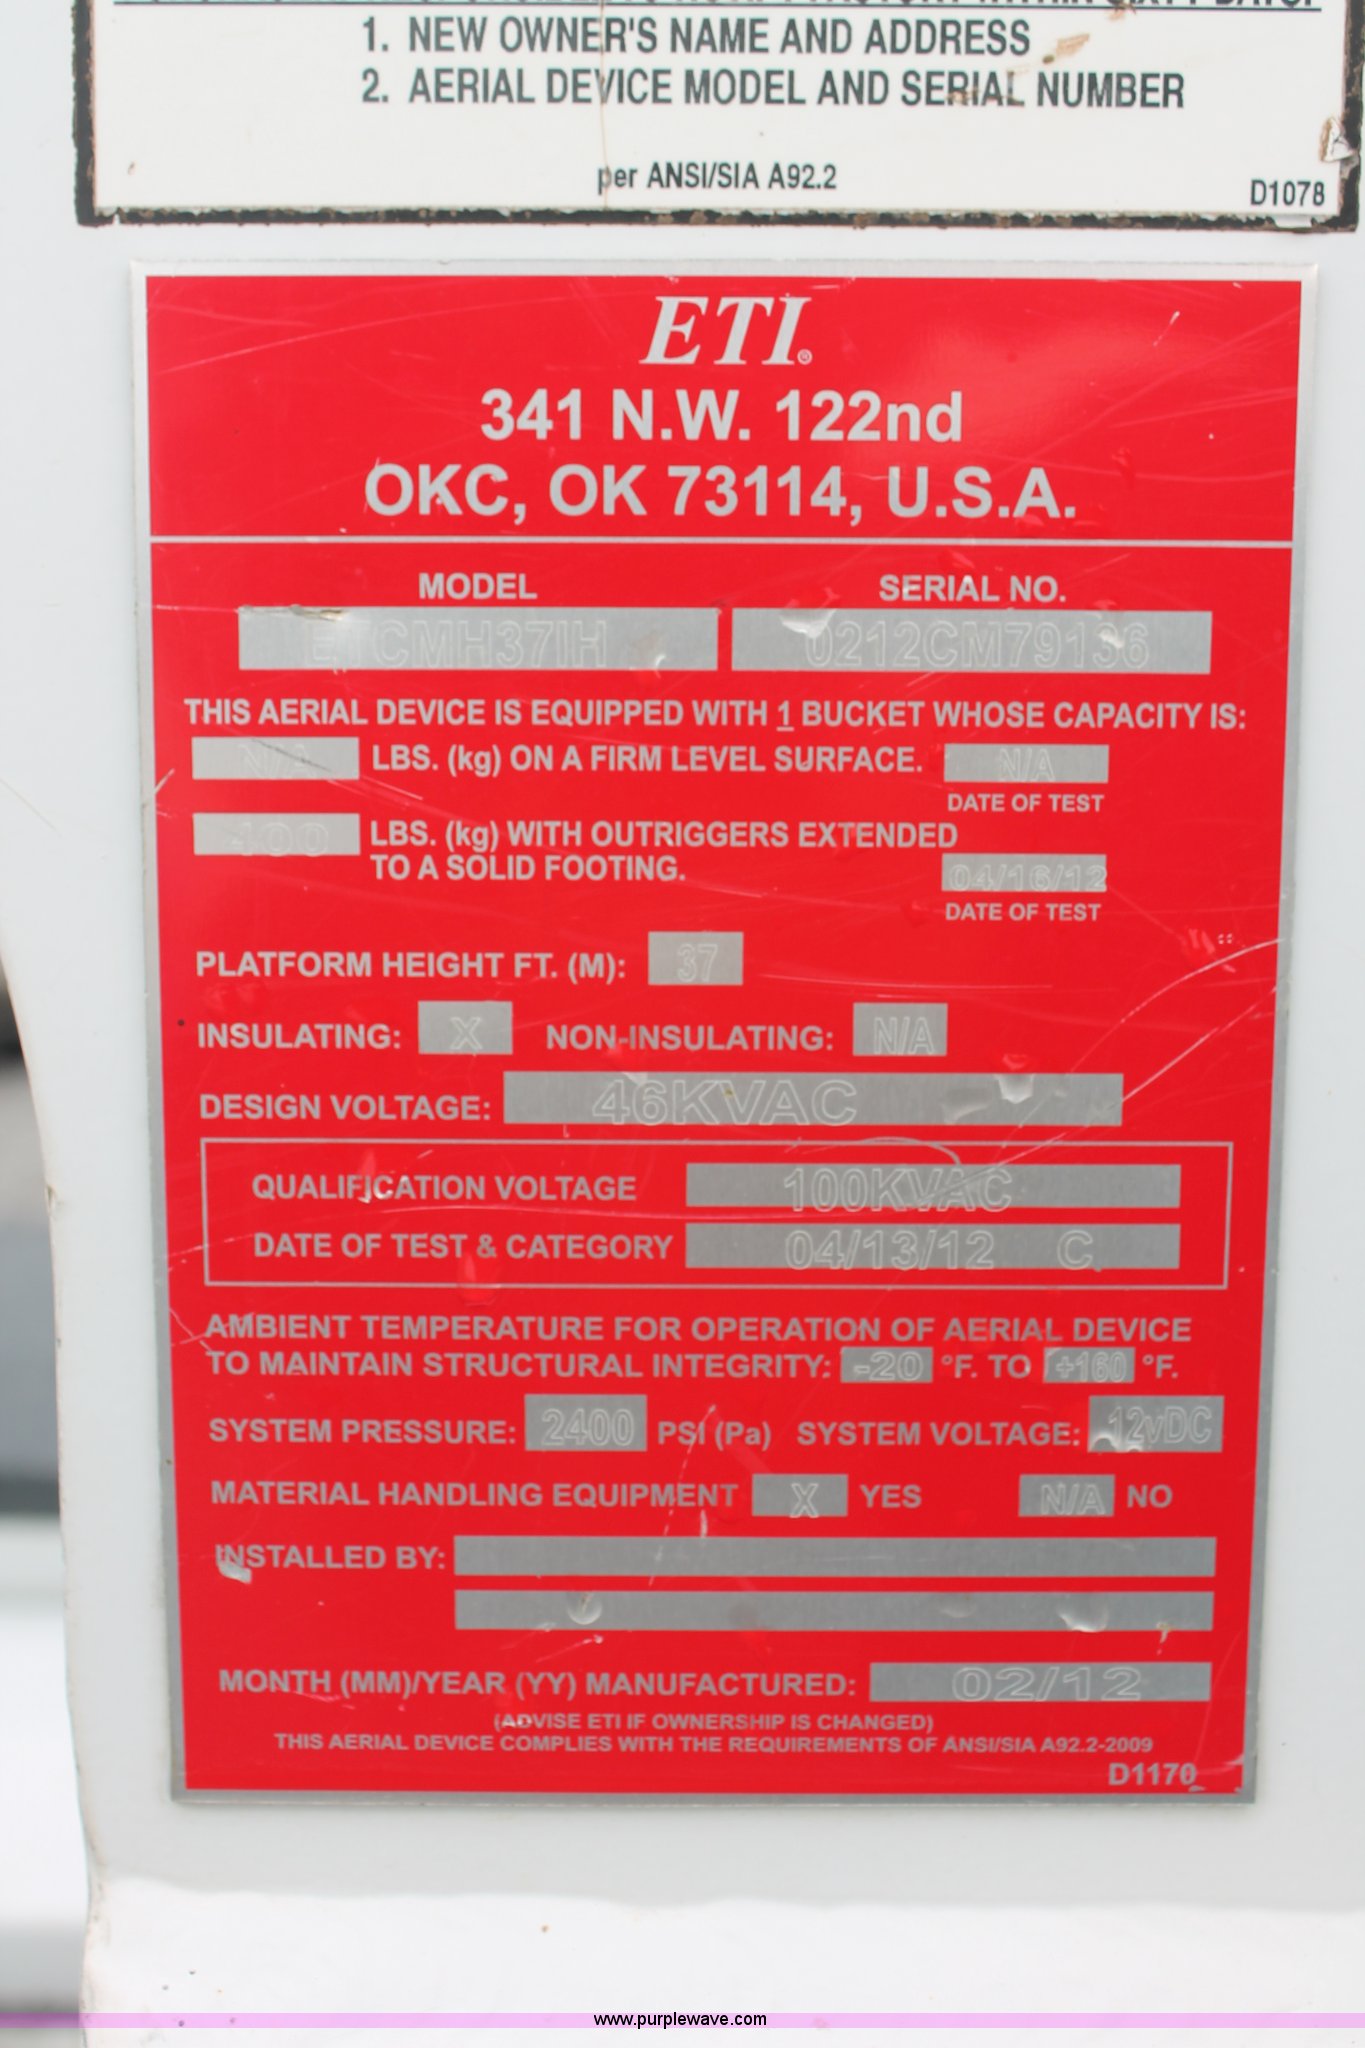 1. NEW OWNER'S NAME AND ADDRESS
2. AERIAL DEVICE MODEL AND SERIAL NUMBER
per ANSI/SIA A92.2
D1078
ETI®
341 N.W. 122nd
OKC, OK 73114, U.S.A.
MODEL SERIAL NO.
ETCMH37IH 0212CM79136
THIS AERIAL DEVICE IS EQUIPPED WITH 1 BUCKET WHOSE CAPACITY IS:
N/A LBS. (kg) ON A FIRM LEVEL SURFACE. N/A
DATE OF TEST
400 LBS. (kg) WITH OUTRIGGERS EXTENDED
TO A SOLID FOOTING. 04/16/12
DATE OF TEST
PLATFORM HEIGHT FT. (M): 37
INSULATING: X NON-INSULATING: N/A
DESIGN VOLTAGE: 46KVAC
QUALIFICATION VOLTAGE 100KVAC
DATE OF TEST & CATEGORY 04/13/12 C
AMBIENT TEMPERATURE FOR OPERATION OF AERIAL DEVICE
TO MAINTAIN STRUCTURAL INTEGRITY: -20 °F. TO +160 °F.
SYSTEM PRESSURE: 2400 PSI (Pa) SYSTEM VOLTAGE: 12vDC
MATERIAL HANDLING EQUIPMENT X YES N/A NO
INSTALLED BY:
MONTH (MM)/YEAR (YY) MANUFACTURED: 02/12
(ADVISE ETI IF OWNERSHIP IS CHANGED)
THIS AERIAL DEVICE COMPLIES WITH THE REQUIREMENTS OF ANSI/SIA A92.2-2009
D1170
www.purplewave.com